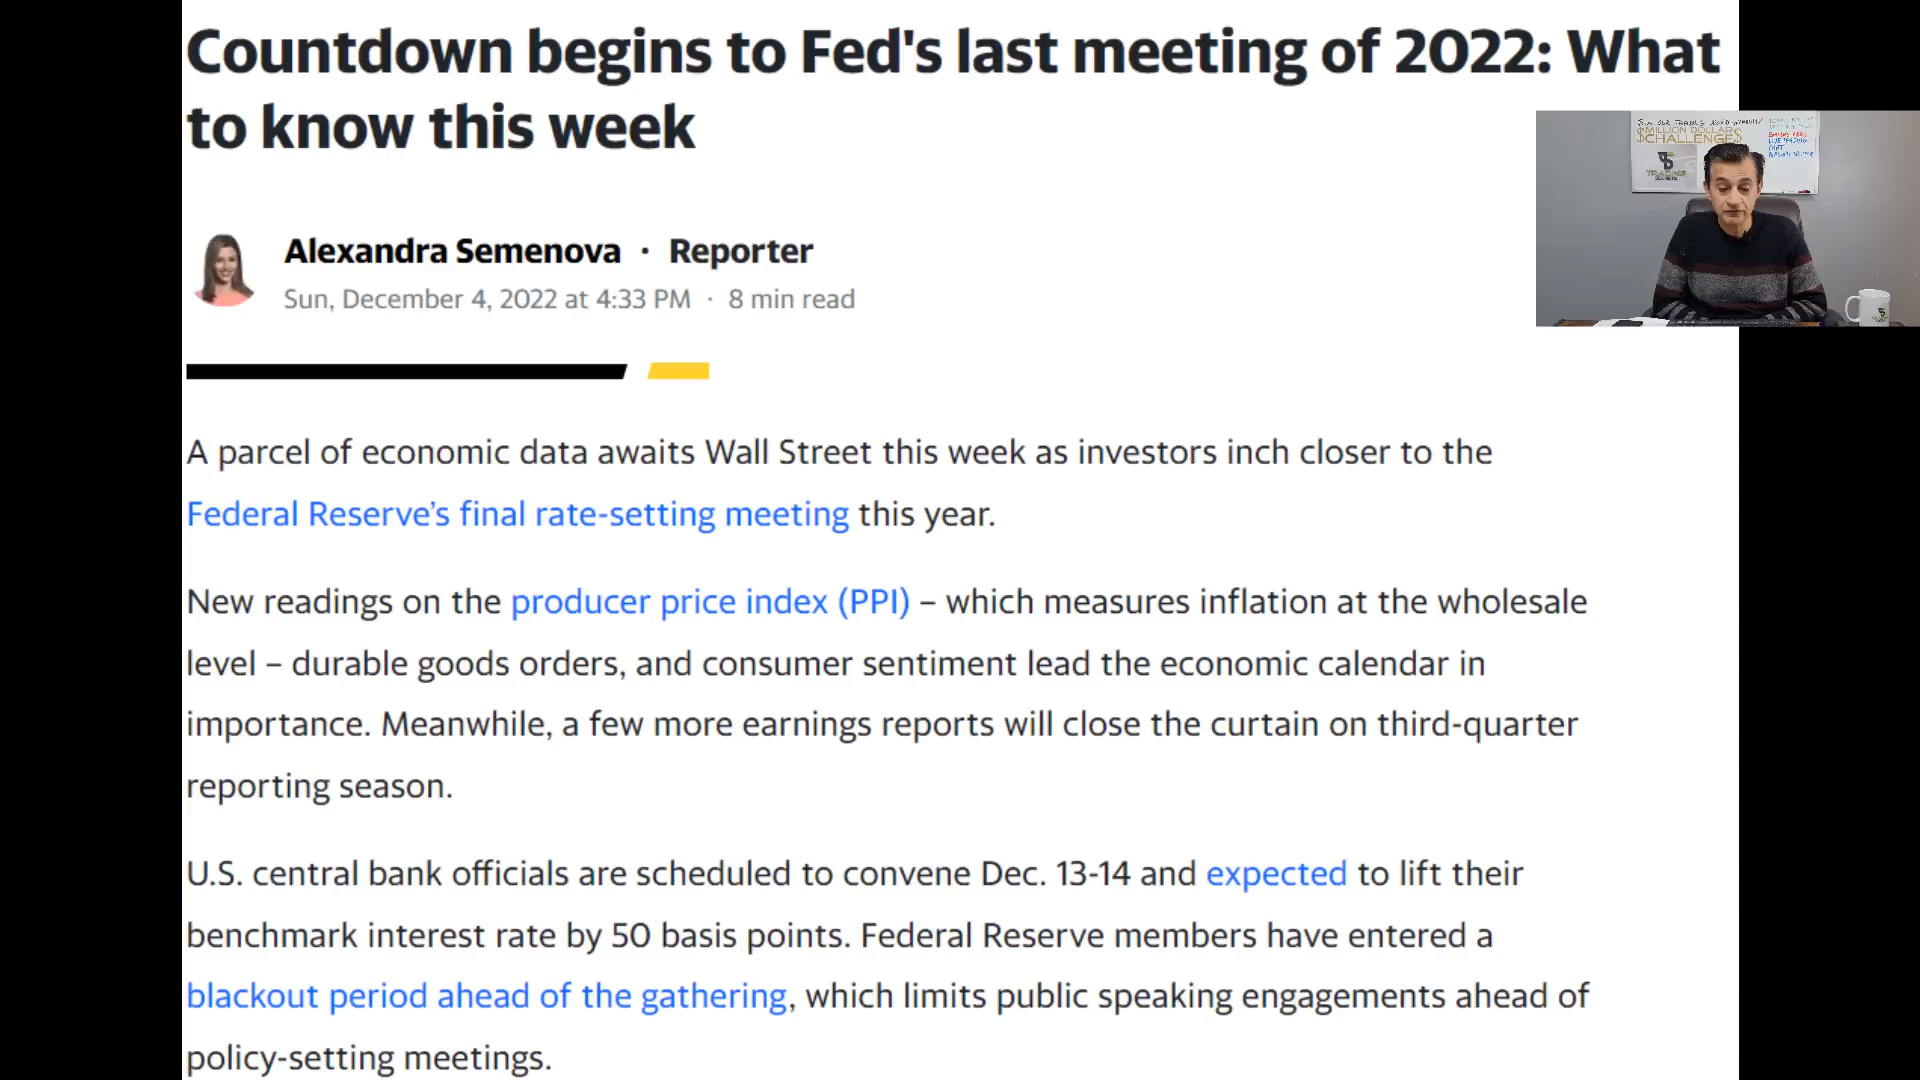 Countdown begins to Fed's last meeting of 2022: What
to know this week
Alexandra Semenova · Reporter
Sun, December 4, 2022 at 4:33 PM · 8 min read
A parcel of economic data awaits Wall Street this week as investors inch closer to the
Federal Reserve’s final rate-setting meeting this year.
New readings on the producer price index (PPI) – which measures inflation at the wholesale
level – durable goods orders, and consumer sentiment lead the economic calendar in
importance. Meanwhile, a few more earnings reports will close the curtain on third-quarter
reporting season.
U.S. central bank officials are scheduled to convene Dec. 13-14 and expected to lift their
benchmark interest rate by 50 basis points. Federal Reserve members have entered a
blackout period ahead of the gathering, which limits public speaking engagements ahead of
policy-setting meetings.
$MILLION DOLLAR
$CHALLENGE$
TRADING
SECRETS